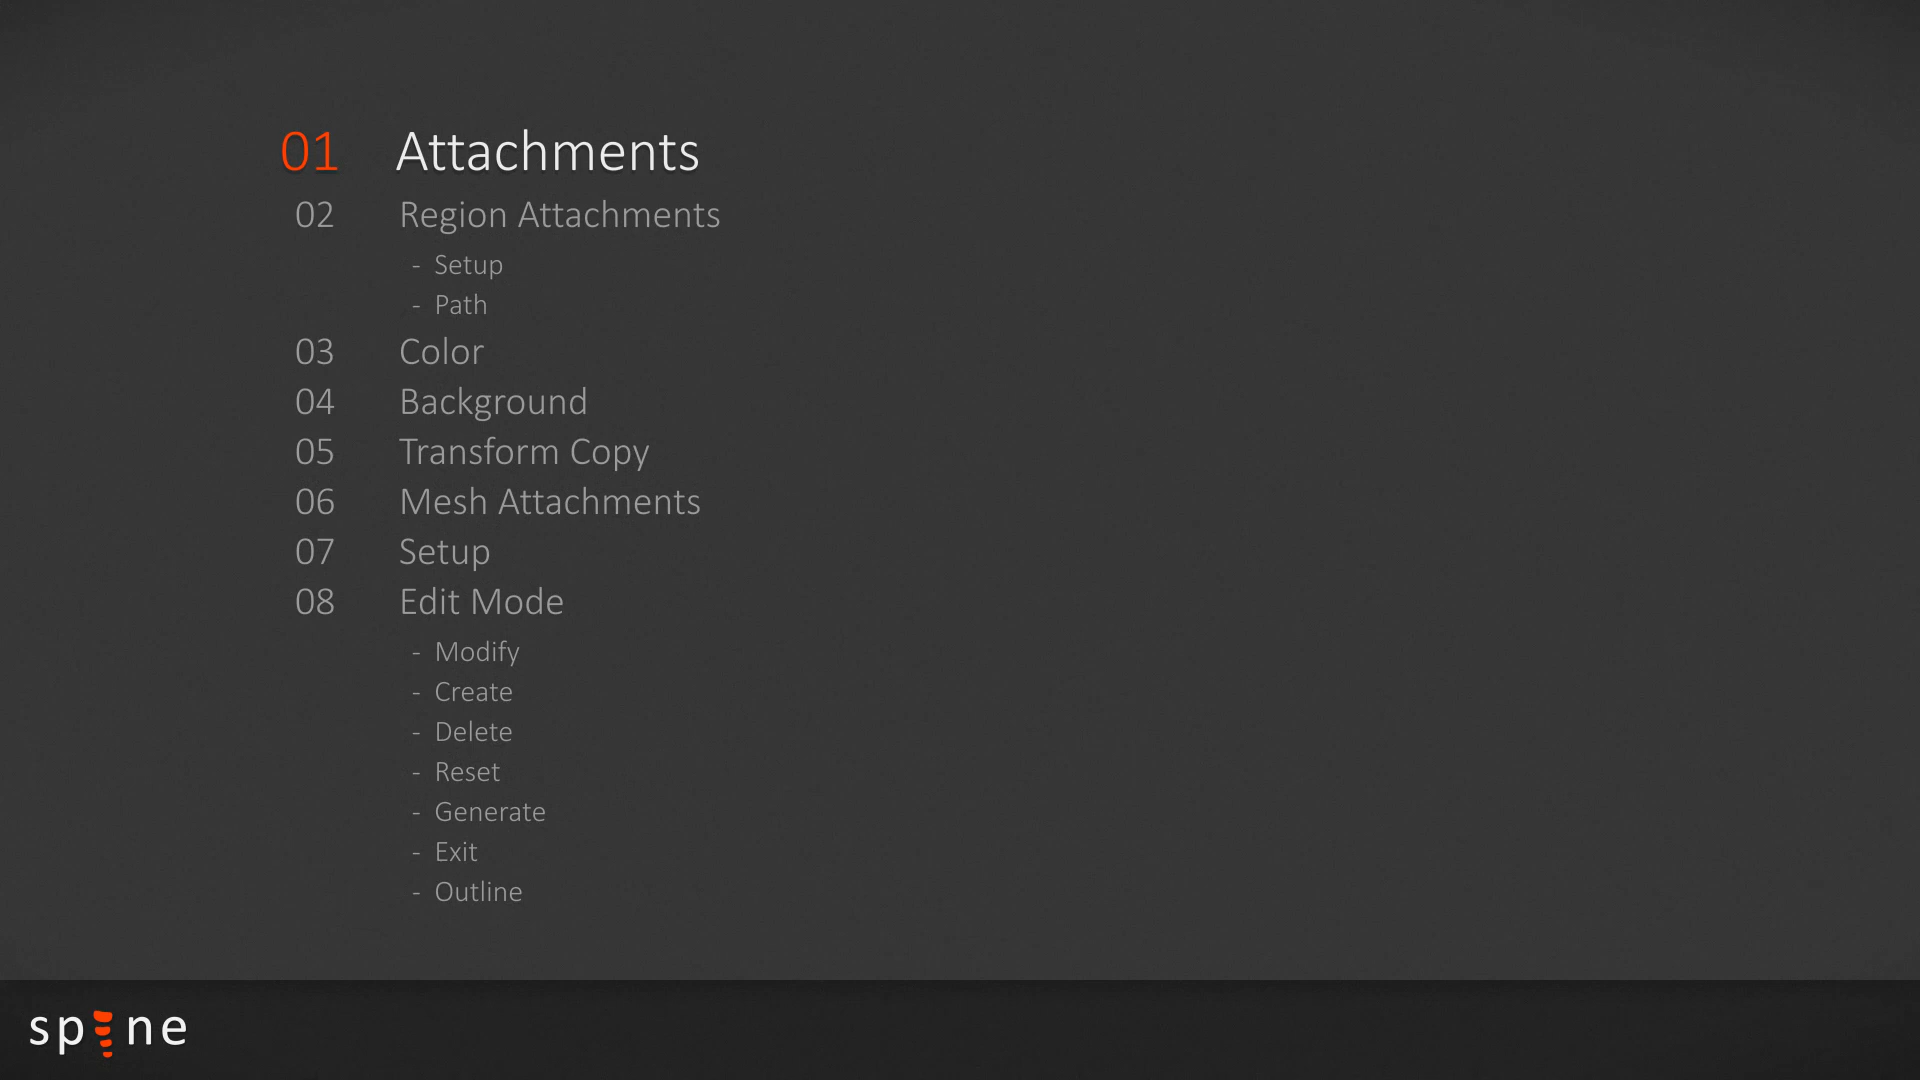 01 Attachments
02 Region Attachments
- Setup
- Path
03 Color
04 Background
05 Transform Copy
06 Mesh Attachments
07 Setup
08 Edit Mode
- Modify
- Create
- Delete
- Reset
- Generate
- Exit
- Outline
spine